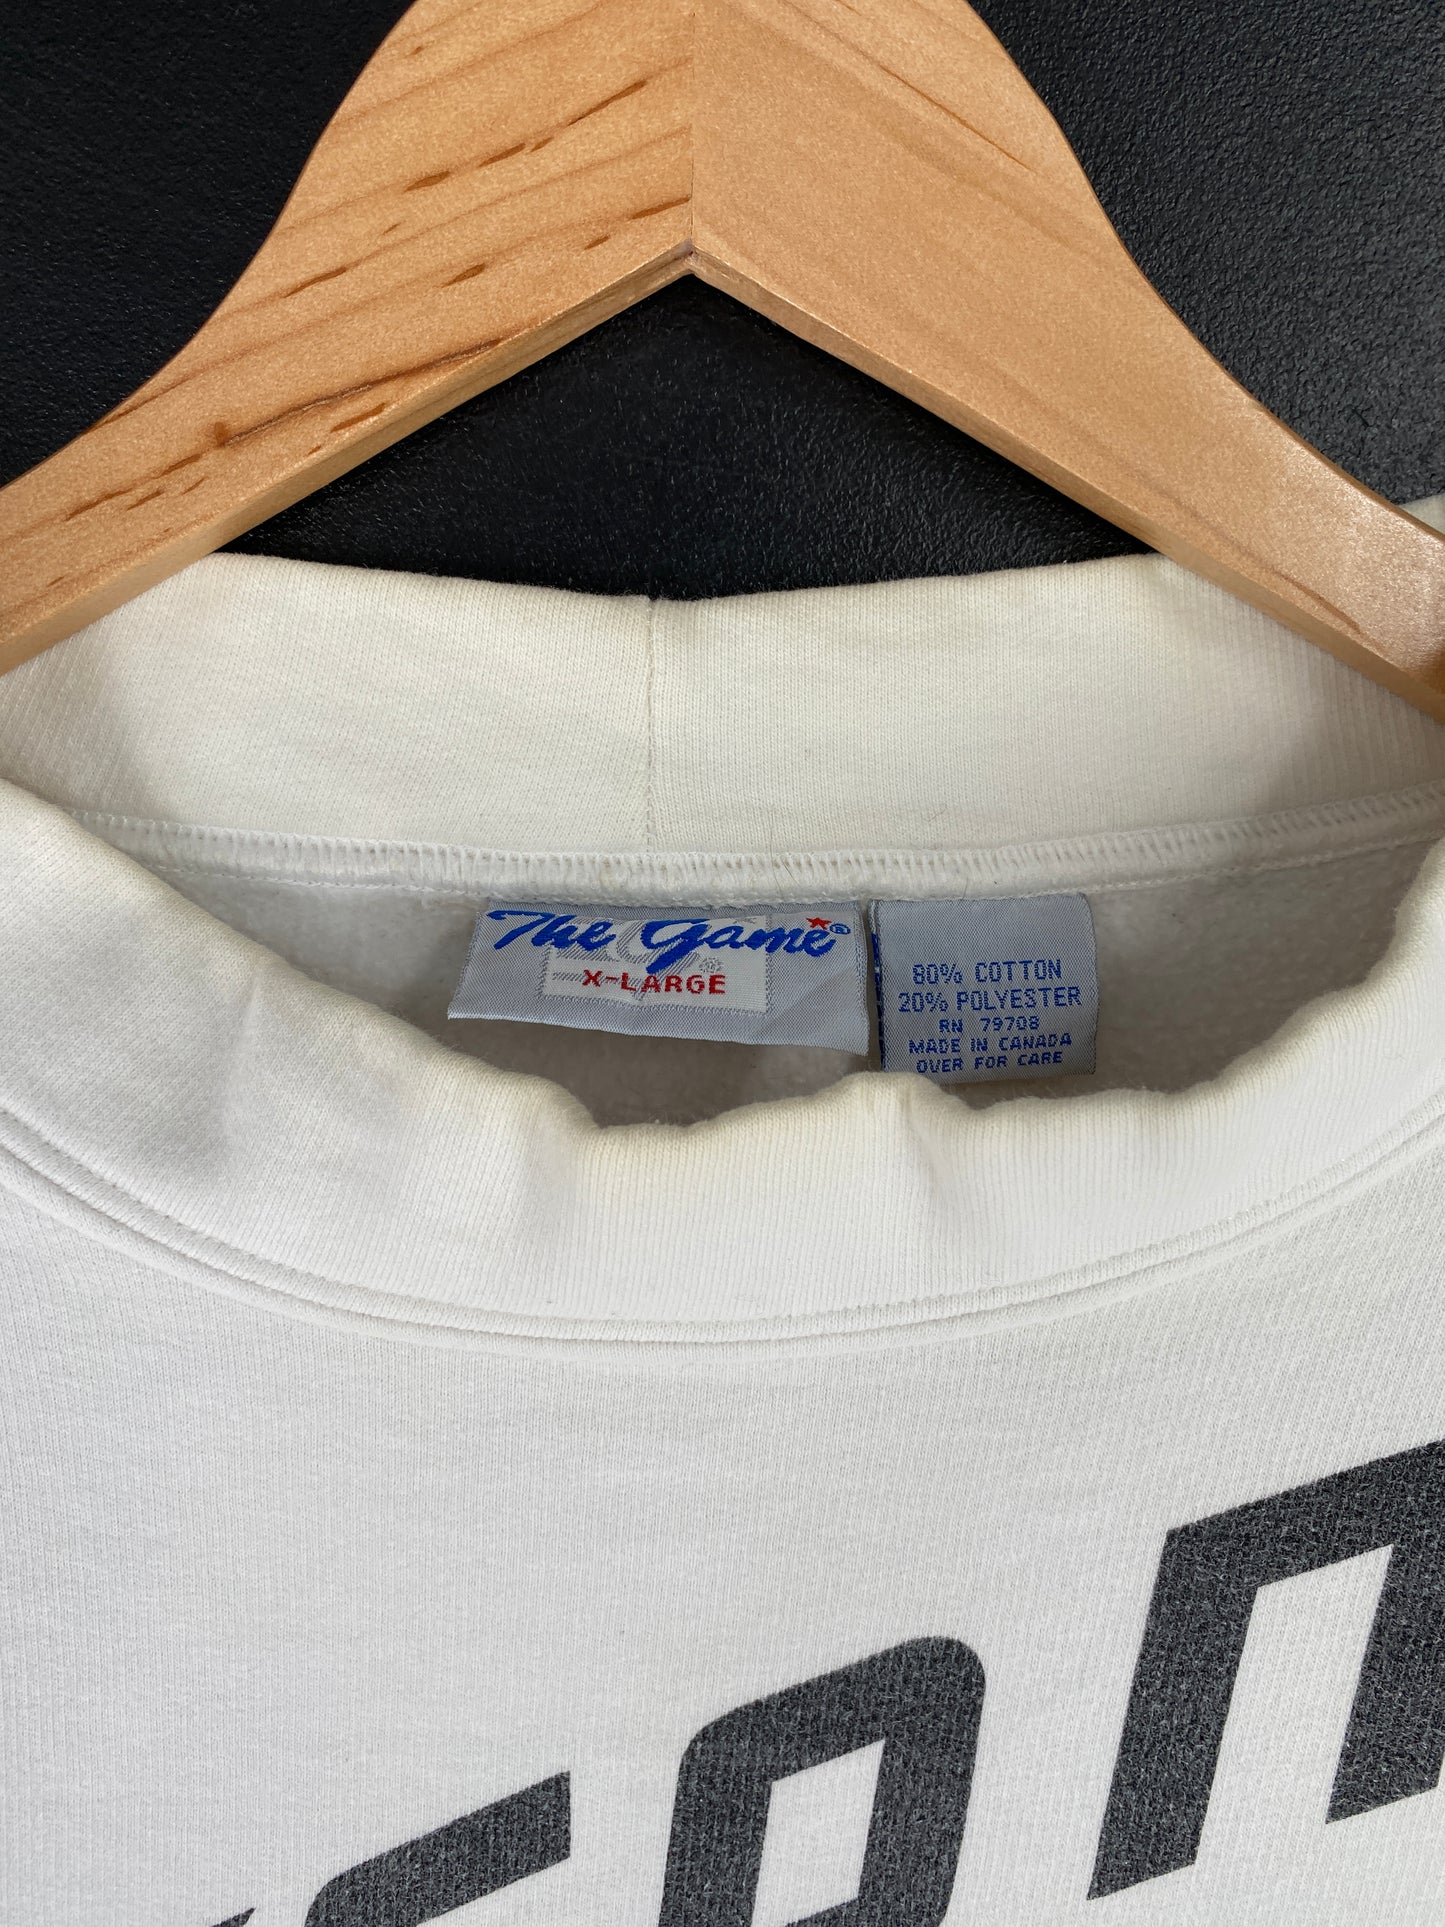 The Game®
X-LARGE
80% COTTON
20% POLYESTER
RN 79708
MADE IN CANADA
OVER FOR CARE